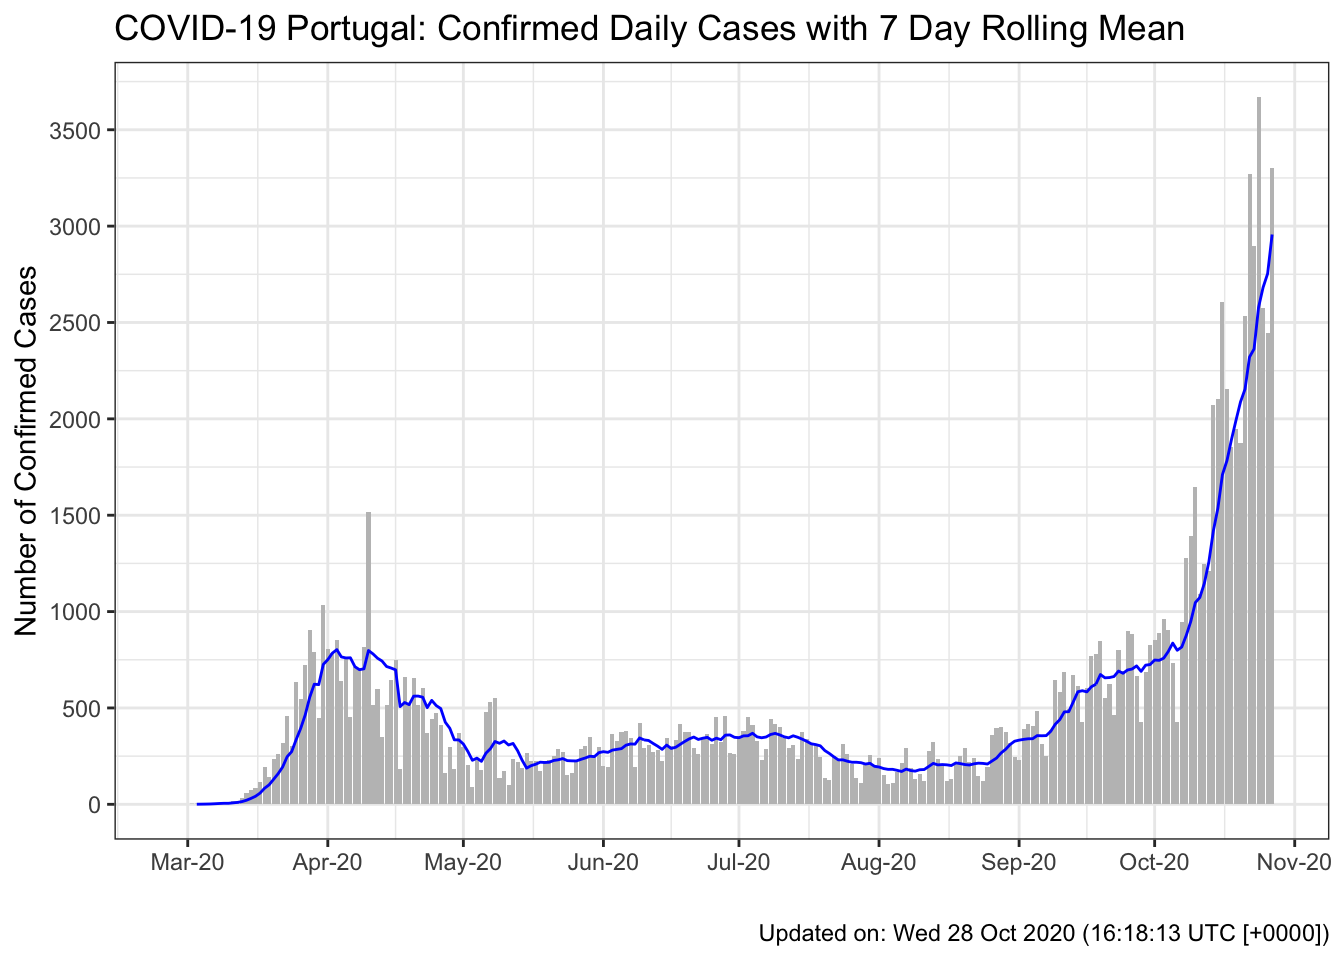 COVID-19 Portugal: Confirmed Daily Cases with 7 Day Rolling Mean
Number of Confirmed Cases
3500
3000
2500
2000
1500
1000
500
0
Mar-20 Apr-20 May-20 Jun-20 Jul-20 Aug-20 Sep-20 Oct-20 Nov-20
Updated on: Wed 28 Oct 2020 (16:18:13 UTC [+0000])